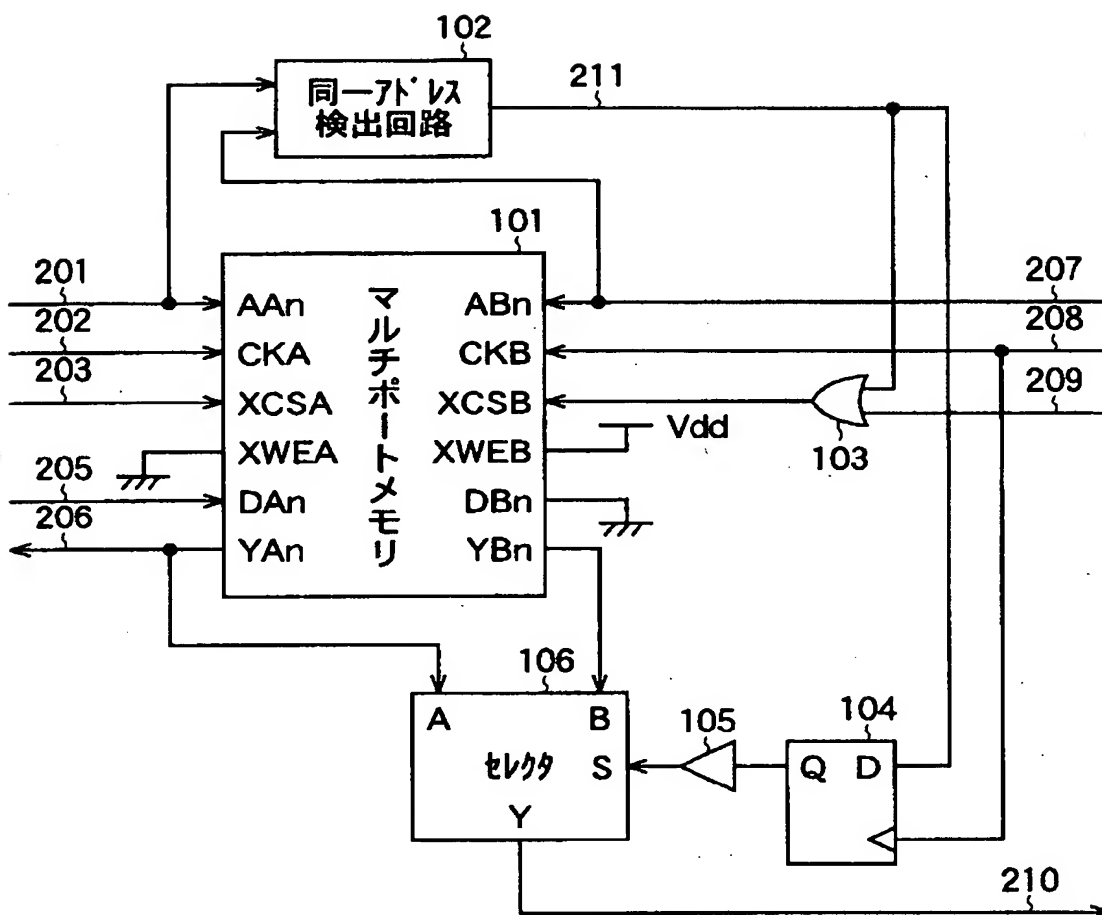 102
同一アドレス
検出回路
211
101
201
202
203
205
206
AAn
CKA
XCSA
XWEA
DAn
YAn
マルチポートメモリ
ABn
CKB
XCSB
XWEB
DBn
YBn
207
208
209
Vdd
103
106
A
B
セレクタ
S
Y
105
104
Q
D
210